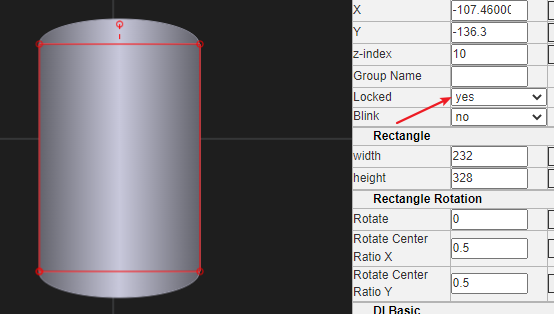 X -107.46000
Y -136.3
z-index 10
Group Name
Locked yes
Blink no
Rectangle
width 232
height 328
Rectangle Rotation
Rotate 0
Rotate Center
Ratio X 0.5
Rotate Center
Ratio Y 0.5
DI Basic